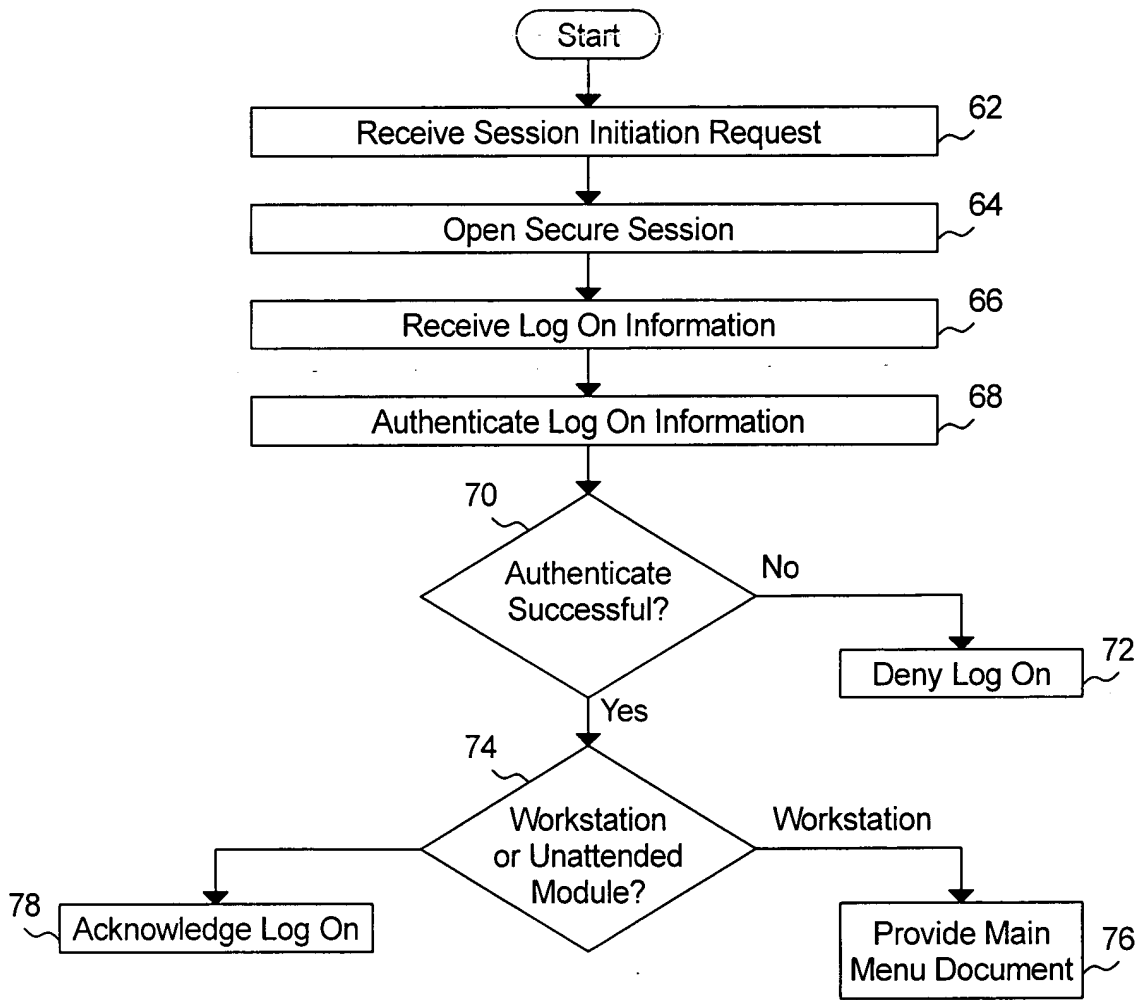 Start
62
Receive Session Initiation Request
64
Open Secure Session
66
Receive Log On Information
68
Authenticate Log On Information
70
Authenticate
Successful?
No
72
Deny Log On
Yes
74
Workstation
or Unattended
Module?
Workstation
78
Acknowledge Log On
Provide Main
Menu Document
76